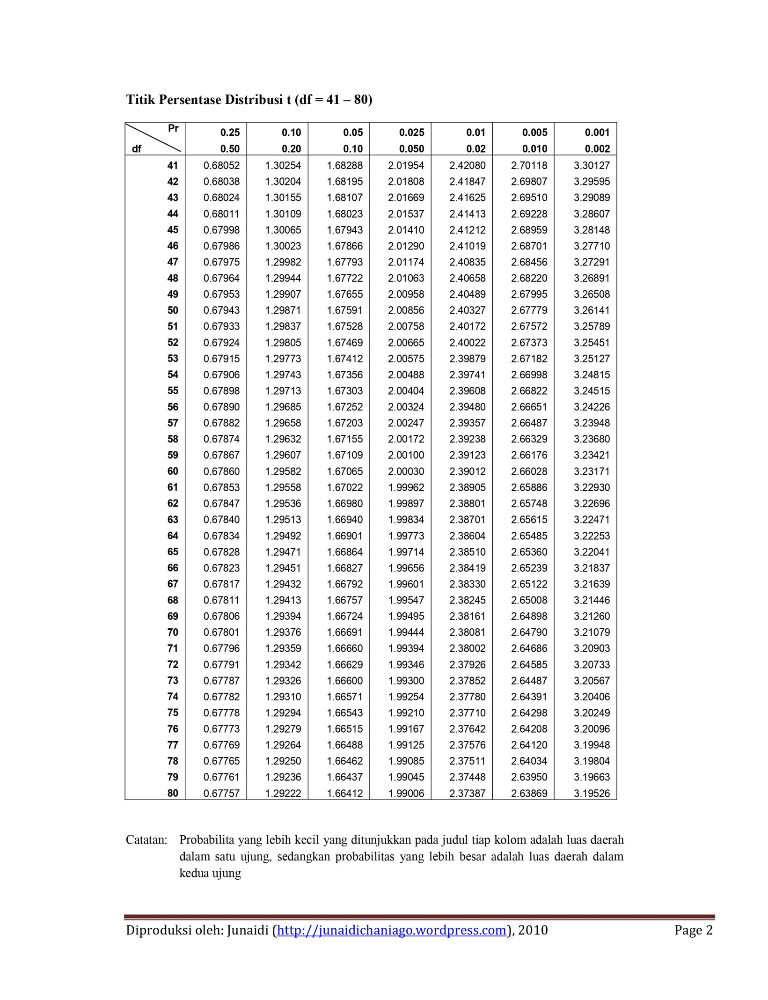 Titik Persentase Distribusi t (df = 41 – 80)
Pr 0.25 0.10 0.05 0.025 0.01 0.005 0.001
df 0.50 0.20 0.10 0.050 0.02 0.010 0.002
41 0.68052 1.30254 1.68288 2.01954 2.42080 2.70118 3.30127
42 0.68038 1.30204 1.68195 2.01808 2.41847 2.69807 3.29595
43 0.68024 1.30155 1.68107 2.01669 2.41625 2.69510 3.29089
44 0.68011 1.30109 1.68023 2.01537 2.41413 2.69228 3.28607
45 0.67998 1.30065 1.67943 2.01410 2.41212 2.68959 3.28148
46 0.67986 1.30023 1.67866 2.01290 2.41019 2.68701 3.27710
47 0.67975 1.29982 1.67793 2.01174 2.40835 2.68456 3.27291
48 0.67964 1.29944 1.67722 2.01063 2.40658 2.68220 3.26891
49 0.67953 1.29907 1.67655 2.00958 2.40489 2.67995 3.26508
50 0.67943 1.29871 1.67591 2.00856 2.40327 2.67779 3.26141
51 0.67933 1.29837 1.67528 2.00758 2.40172 2.67572 3.25789
52 0.67924 1.29805 1.67469 2.00665 2.40022 2.67373 3.25451
53 0.67915 1.29773 1.67412 2.00575 2.39879 2.67182 3.25127
54 0.67906 1.29743 1.67356 2.00488 2.39741 2.66998 3.24815
55 0.67898 1.29713 1.67303 2.00404 2.39608 2.66822 3.24515
56 0.67890 1.29685 1.67252 2.00324 2.39480 2.66651 3.24226
57 0.67882 1.29658 1.67203 2.00247 2.39357 2.66487 3.23948
58 0.67874 1.29632 1.67155 2.00172 2.39238 2.66329 3.23680
59 0.67867 1.29607 1.67109 2.00100 2.39123 2.66176 3.23421
60 0.67860 1.29582 1.67065 2.00030 2.39012 2.66028 3.23171
61 0.67853 1.29558 1.67022 1.99962 2.38905 2.65886 3.22930
62 0.67847 1.29536 1.66980 1.99897 2.38801 2.65748 3.22696
63 0.67840 1.29513 1.66940 1.99834 2.38701 2.65615 3.22471
64 0.67834 1.29492 1.66901 1.99773 2.38604 2.65485 3.22253
65 0.67828 1.29471 1.66864 1.99714 2.38510 2.65360 3.22041
66 0.67823 1.29451 1.66827 1.99656 2.38419 2.65239 3.21837
67 0.67817 1.29432 1.66792 1.99601 2.38330 2.65122 3.21639
68 0.67811 1.29413 1.66757 1.99547 2.38245 2.65008 3.21446
69 0.67806 1.29394 1.66724 1.99495 2.38161 2.64898 3.21260
70 0.67801 1.29376 1.66691 1.99444 2.38081 2.64790 3.21079
71 0.67796 1.29359 1.66660 1.99394 2.38002 2.64686 3.20903
72 0.67791 1.29342 1.66629 1.99346 2.37926 2.64585 3.20733
73 0.67787 1.29326 1.66600 1.99300 2.37852 2.64487 3.20567
74 0.67782 1.29310 1.66571 1.99254 2.37780 2.64391 3.20406
75 0.67778 1.29294 1.66543 1.99210 2.37710 2.64298 3.20249
76 0.67773 1.29279 1.66515 1.99167 2.37642 2.64208 3.20096
77 0.67769 1.29264 1.66488 1.99125 2.37576 2.64120 3.19948
78 0.67765 1.29250 1.66462 1.99085 2.37511 2.64034 3.19804
79 0.67761 1.29236 1.66437 1.99045 2.37448 2.63950 3.19663
80 0.67757 1.29222 1.66412 1.99006 2.37387 2.63869 3.19526
Catatan: Probabilita yang lebih kecil yang ditunjukkan pada judul tiap kolom adalah luas daerah
dalam satu ujung, sedangkan probabilitas yang lebih besar adalah luas daerah dalam
kedua ujung
Diproduksi oleh: Junaidi (http://junaidichaniago.wordpress.com), 2010 Page 2